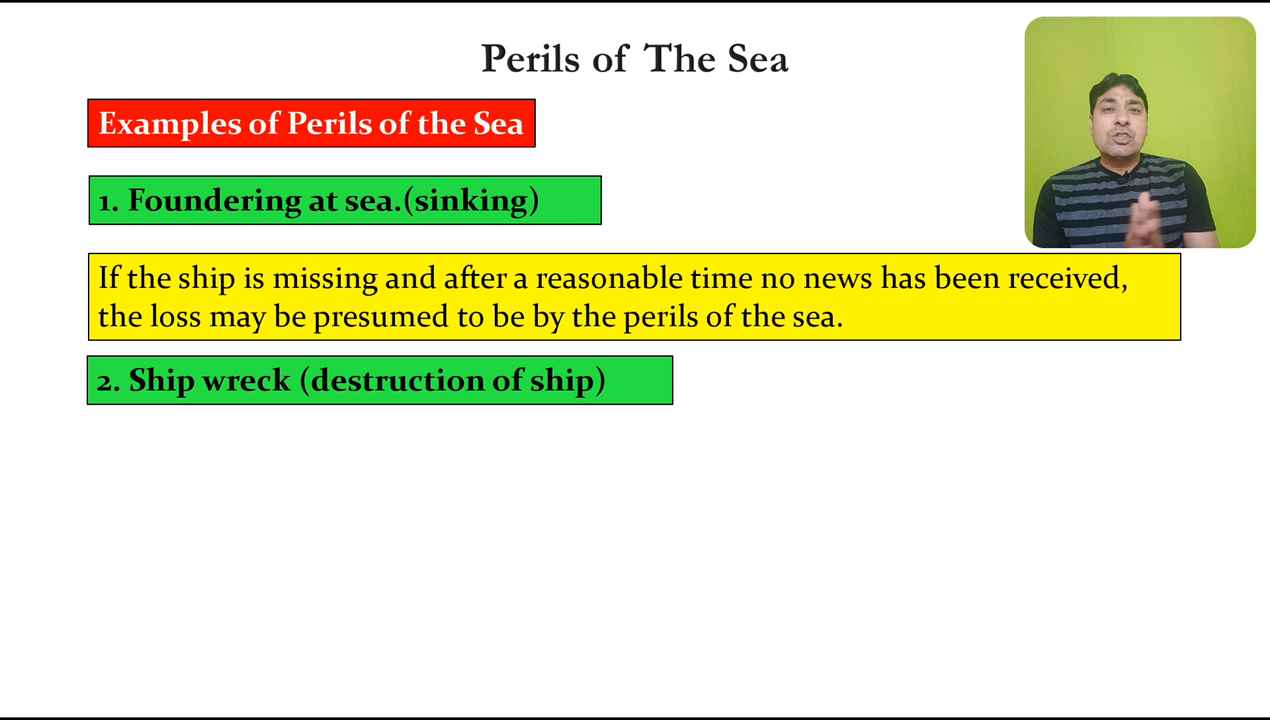 Perils of The Sea
Examples of Perils of the Sea
1. Foundering at sea.(sinking)
If the ship is missing and after a reasonable time no news has been received,
the loss may be presumed to be by the perils of the sea.
2. Ship wreck (destruction of ship)